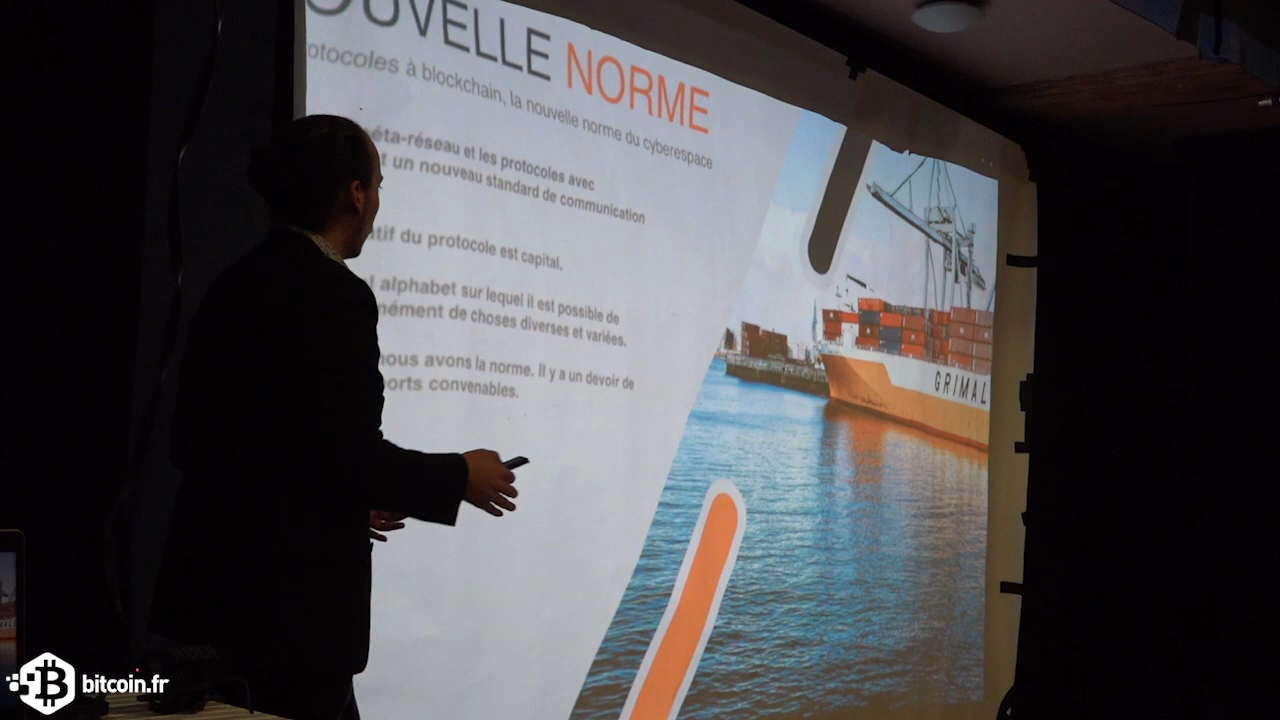 OUVELLE NORME
otocoles à blockchain, la nouvelle norme du cyberespace
éta-réseau et les protocoles avec
t un nouveau standard de communication
atif du protocole est capital.
l alphabet sur lequel il est possible de
nément de choses diverses et variées.
nous avons la norme. Il y a un devoir de
ports convenables.
GRIMAL
bitcoin.fr